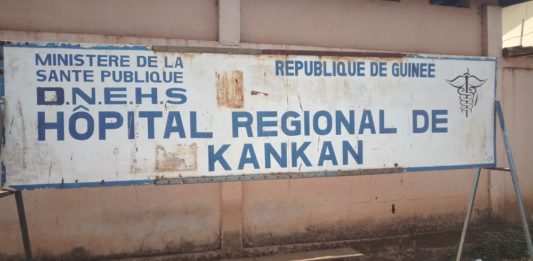 MINISTERE DE LA
SANTE PUBLIQUE
REPUBLIQUE DE GUINEE
D.N.E.H.S
HÔPITAL REGIONAL DE
KANKAN